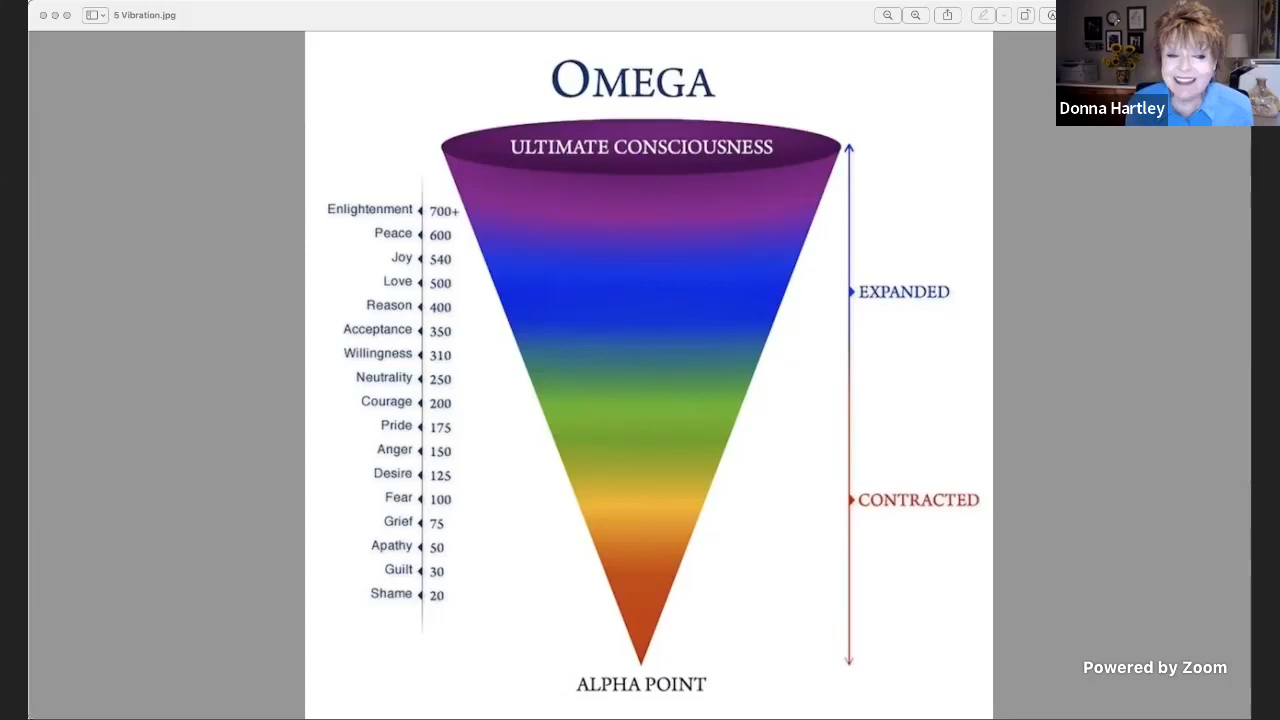 5 Vibration.jpg
Donna Hartley
OMEGA
ULTIMATE CONSCIOUSNESS
Enlightenment 700+
Peace 600
Joy 540
Love 500
Reason 400
Acceptance 350
Willingness 310
Neutrality 250
Courage 200
Pride 175
Anger 150
Desire 125
Fear 100
Grief 75
Apathy 50
Guilt 30
Shame 20
EXPANDED
CONTRACTED
ALPHA POINT
Powered by Zoom